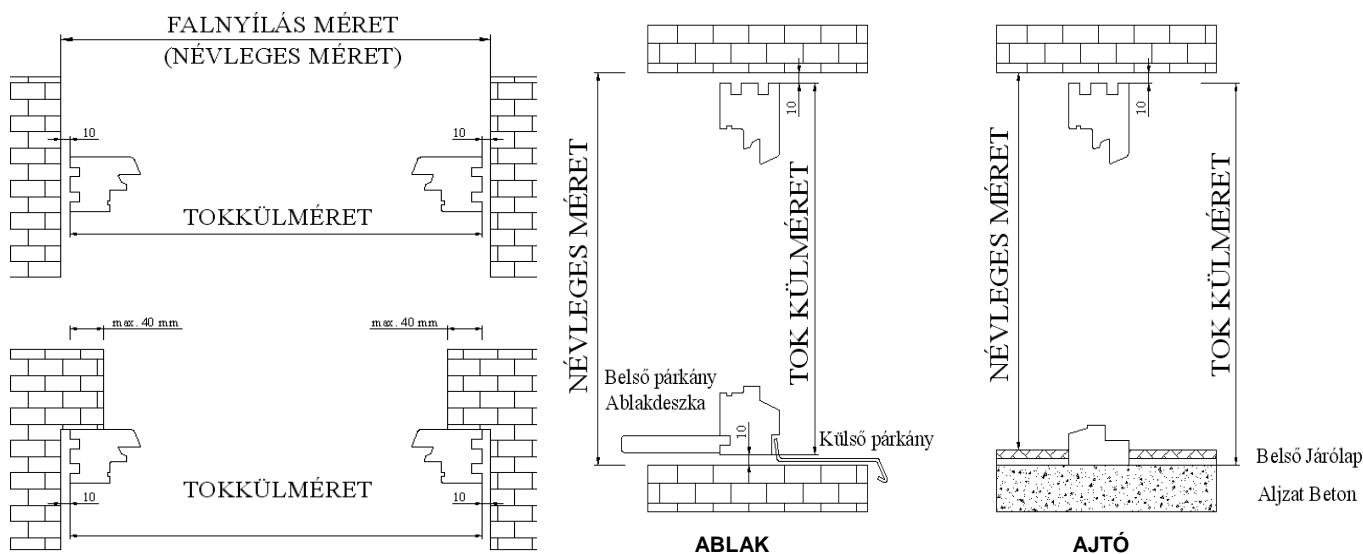 FALNYÍLÁS MÉRET
(NÉVLEGES MÉRET)
10
10
TOKKÜLMÉRET
max. 40 mm
max. 40 mm
10
10
TOKKÜLMÉRET
NÉVLEGES MÉRET
10
TOK KÜLMÉRET
Belső párkány
Ablakdeszka
10
Külső párkány
ABLAK
NÉVLEGES MÉRET
10
TOK KÜLMÉRET
Belső Járólap
Aljzat Beton
AJTÓ